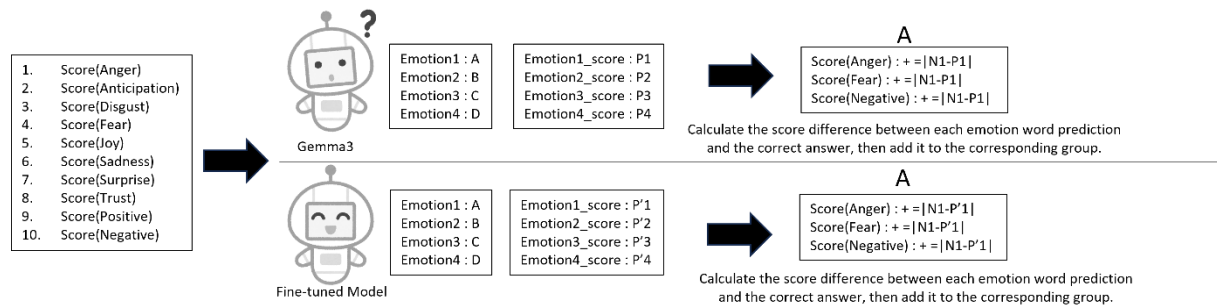 1. Score(Anger)
2. Score(Anticipation)
3. Score(Disgust)
4. Score(Fear)
5. Score(Joy)
6. Score(Sadness)
7. Score(Surprise)
8. Score(Trust)
9. Score(Positive)
10. Score(Negative)
?
Gemma3
Emotion1 : A
Emotion2 : B
Emotion3 : C
Emotion4 : D
Emotion1_score : P1
Emotion2_score : P2
Emotion3_score : P3
Emotion4_score : P4
A
Score(Anger) : + =|N1-P1|
Score(Fear) : + =|N1-P1|
Score(Negative) : + =|N1-P1|
Calculate the score difference between each emotion word prediction
and the correct answer, then add it to the corresponding group.
Fine-tuned Model
Emotion1 : A
Emotion2 : B
Emotion3 : C
Emotion4 : D
Emotion1_score : P'1
Emotion2_score : P'2
Emotion3_score : P'3
Emotion4_score : P'4
A
Score(Anger) : + =|N1-P'1|
Score(Fear) : + =|N1-P'1|
Score(Negative) : + =|N1-P'1|
Calculate the score difference between each emotion word prediction
and the correct answer, then add it to the corresponding group.